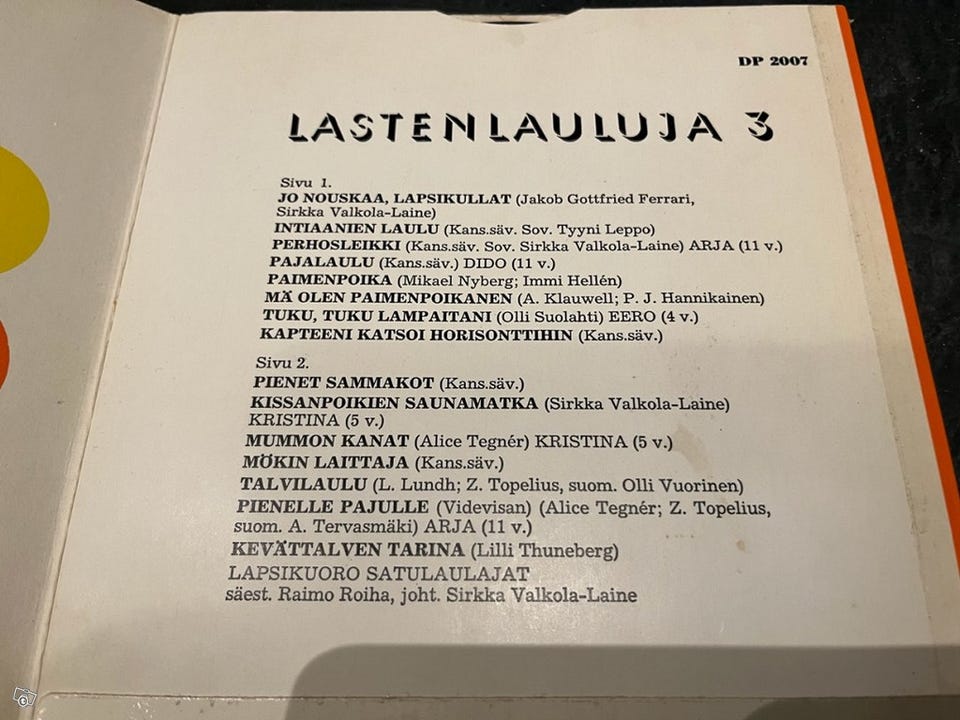 DP 2007
LASTENLAULUJA 3
Sivu 1.
JO NOUSKAA, LAPSIKULLAT (Jakob Gottfried Ferrari,
Sirkka Valkola-Laine)
INTIAANIEN LAULU (Kans.säv. Sov. Tyyni Leppo)
PERHOSLEIKKI (Kans.säv. Sov. Sirkka Valkola-Laine) ARJA (11 v.)
PAJALAULU (Kans.säv.) DIDO (11 v.)
PAIMENPOIKA (Mikael Nyberg; Immi Hellén)
MÄ OLEN PAIMENPOIKANEN (A. Klauwell; P. J. Hannikainen)
TUKU, TUKU LAMPAITANI (Olli Suolahti) EERO (4 v.)
KAPTEENI KATSOI HORISONTTIHIN (Kans.säv.)
Sivu 2.
PIENET SAMMAKOT (Kans.säv.)
KISSANPOIKIEN SAUNAMATKA (Sirkka Valkola-Laine)
KRISTINA (5 v.)
MUMMON KANAT (Alice Tegnér) KRISTINA (5 v.)
MÖKIN LAITTAJA (Kans.säv.)
TALVILAULU (L. Lundh; Z. Topelius, suom. Olli Vuorinen)
PIENELLE PAJULLE (Videvisan) (Alice Tegnér; Z. Topelius,
suom. A. Tervasmäki) ARJA (11 v.)
KEVÄTTALVEN TARINA (Lilli Thuneberg)
LAPSIKUORO SATULAULAJAT
säest. Raimo Roiha, joht. Sirkka Valkola-Laine